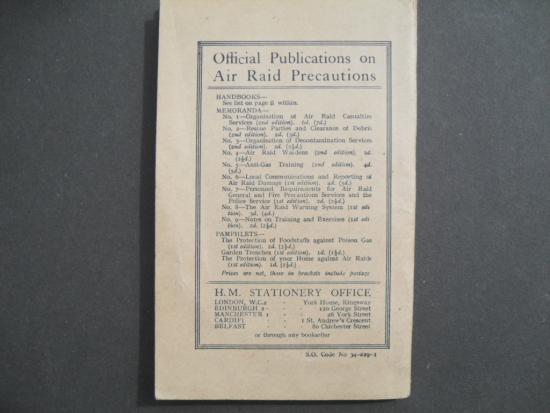 Official Publications on
Air Raid Precautions
HANDBOOKS—
See list on page ii within.
MEMORANDA—
No. 1—Organisation of Air Raid Casualties
Services (2nd edition). 6d. (7d.)
No. 2—Rescue Parties and Clearance of Debris
(2nd edition). 2d. (3d.)
No. 3—Organisation of Decontamination Services
(2nd edition). 2d. (2½d.)
No. 4—Air Raid Wardens (2nd edition). 2d.
(2½d.)
No. 5—Anti-Gas Training (2nd edition). 4d.
(5d.)
No. 6—Local Communications and Reporting of
Air Raid Damage (1st edition). 4d. (5d.)
No. 7—Personnel Requirements for Air Raid
General and Fire Precautions Services and the
Police Service (1st edition). 2d. (2½d.)
No. 8—The Air Raid Warning System (1st edi-
tion). 3d. (4d.)
No. 9—Notes on Training and Exercises (1st edi-
tion). 2d. (2½d.)
PAMPHLETS—
The Protection of Foodstuffs against Poison Gas
(1st edition). 2d. (2½d.)
Garden Trenches (1st edition). 1d. (1½d.)
The Protection of your Home against Air Raids
(1st edition). 1d. (2½d.)
Prices are net, those in brackets include postage
H.M. STATIONERY OFFICE
LONDON, W.C.2 - York House, Kingsway
EDINBURGH 2 - - - 120 George Street
MANCHESTER 1 - - - 26 York Street
CARDIFF - - - 1 St. Andrew's Crescent
BELFAST - - - 80 Chichester Street
or through any bookseller
S.O. Code No 34-229-2